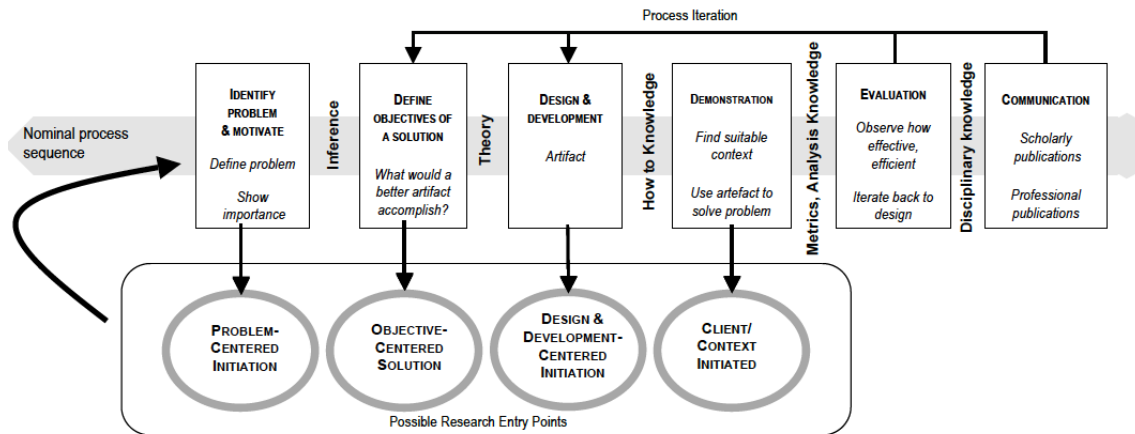 Process Iteration
Nominal process
sequence
IDENTIFY
PROBLEM
& MOTIVATE
Define problem
Show
importance
Inference
DEFINE
OBJECTIVES OF
A SOLUTION
What would a
better artifact
accomplish?
Theory
DESIGN &
DEVELOPMENT
Artifact
How to Knowledge
DEMONSTRATION
Find suitable
context
Use artefact to
solve problem
Metrics, Analysis Knowledge
EVALUATION
Observe how
effective,
efficient
Iterate back to
design
Disciplinary knowledge
COMMUNICATION
Scholarly
publications
Professional
publications
PROBLEM-
CENTERED
INITIATION
OBJECTIVE-
CENTERED
SOLUTION
DESIGN &
DEVELOPMENT-
CENTERED
INITIATION
CLIENT/
CONTEXT
INITIATED
Possible Research Entry Points